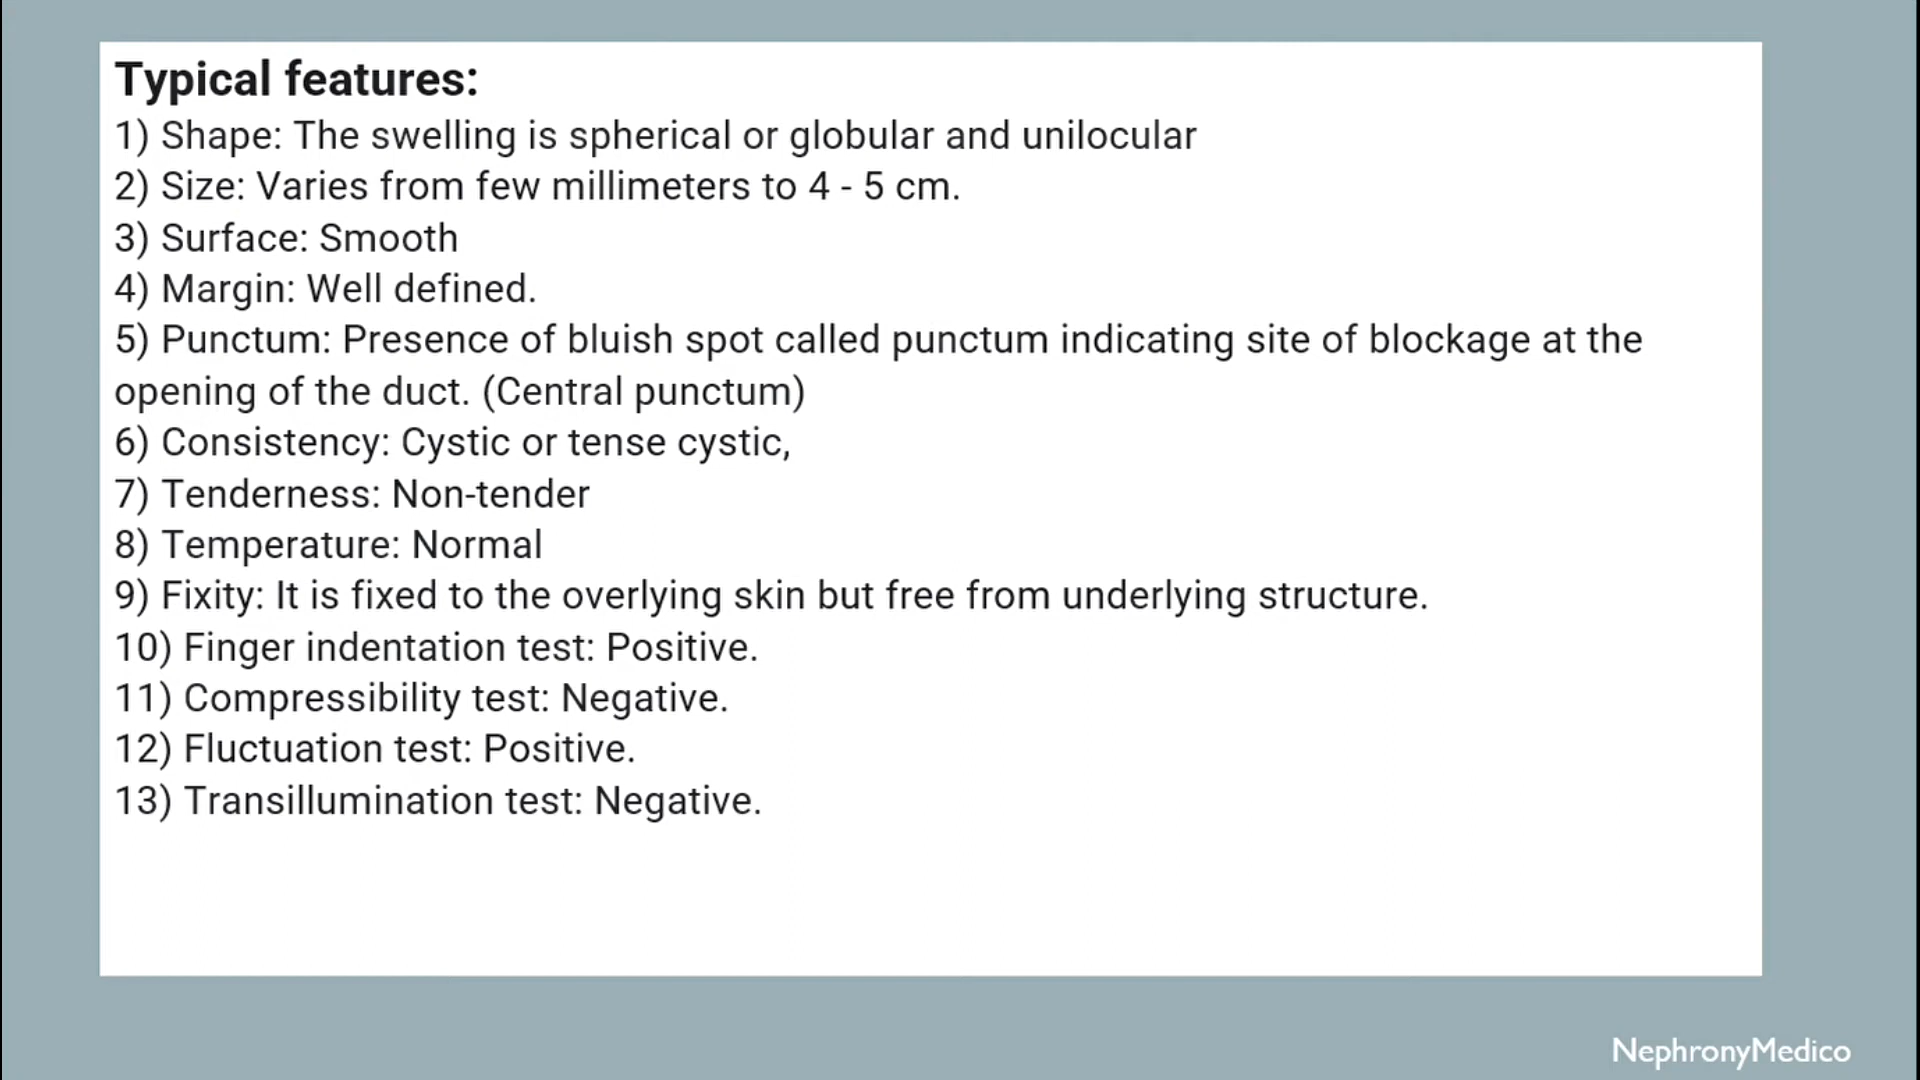 Typical features:
1) Shape: The swelling is spherical or globular and unilocular
2) Size: Varies from few millimeters to 4 - 5 cm.
3) Surface: Smooth
4) Margin: Well defined.
5) Punctum: Presence of bluish spot called punctum indicating site of blockage at the
opening of the duct. (Central punctum)
6) Consistency: Cystic or tense cystic,
7) Tenderness: Non-tender
8) Temperature: Normal
9) Fixity: It is fixed to the overlying skin but free from underlying structure.
10) Finger indentation test: Positive.
11) Compressibility test: Negative.
12) Fluctuation test: Positive.
13) Transillumination test: Negative.
NephronyMedico